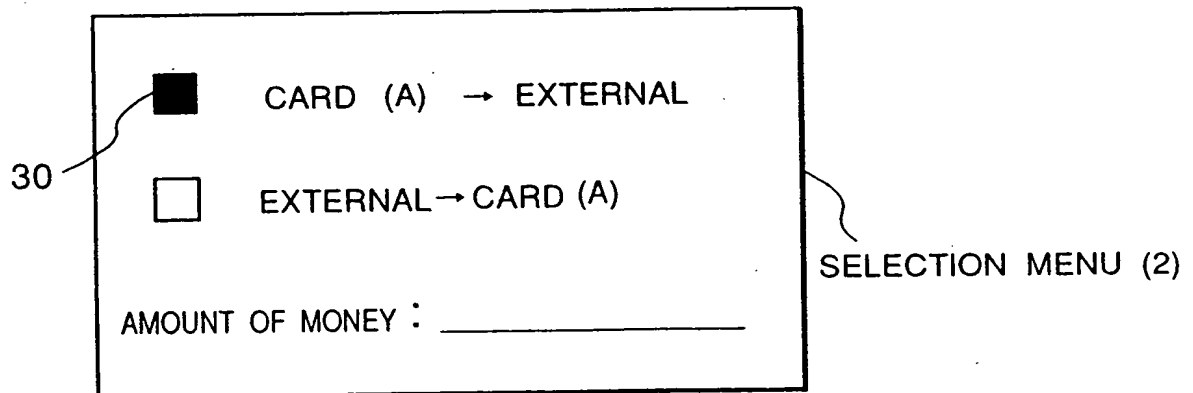 CARD (A) → EXTERNAL
30
EXTERNAL → CARD (A)
SELECTION MENU (2)
AMOUNT OF MONEY :